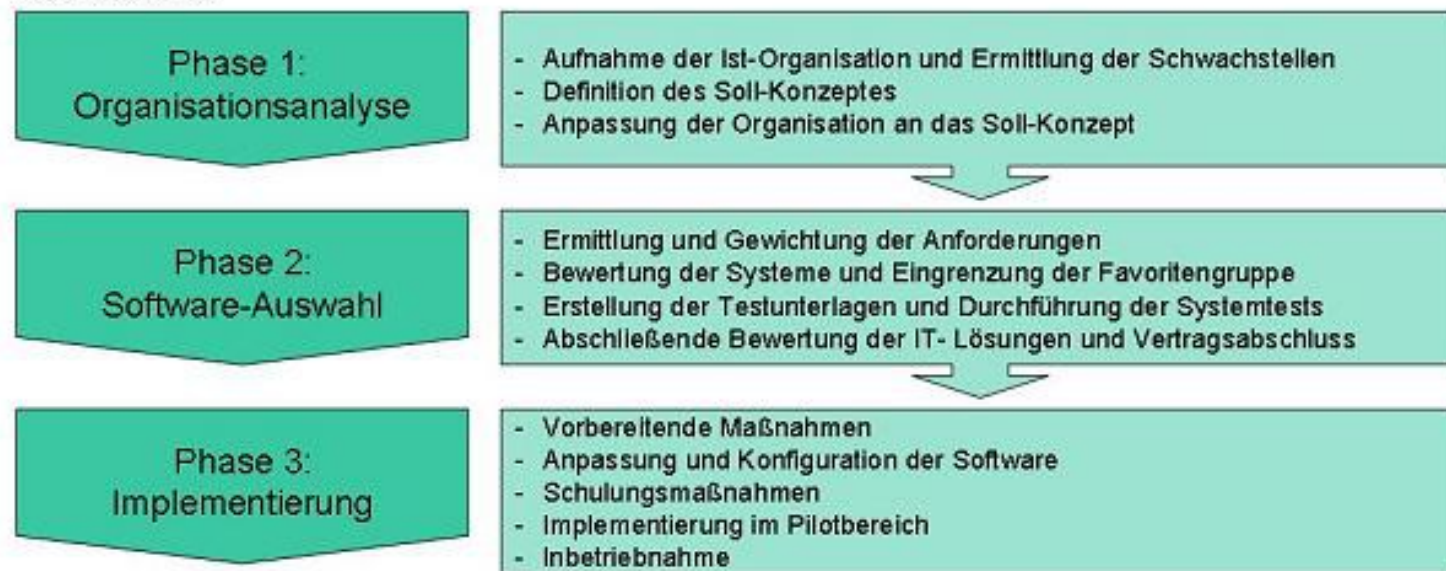 Phase 1:
Organisationsanalyse
- Aufnahme der Ist-Organisation und Ermittlung der Schwachstellen
- Definition des Soll-Konzeptes
- Anpassung der Organisation an das Soll-Konzept
Phase 2:
Software-Auswahl
- Ermittlung und Gewichtung der Anforderungen
- Bewertung der Systeme und Eingrenzung der Favoritengruppe
- Erstellung der Testunterlagen und Durchführung der Systemtests
- Abschließende Bewertung der IT- Lösungen und Vertragsabschluss
Phase 3:
Implementierung
- Vorbereitende Maßnahmen
- Anpassung und Konfiguration der Software
- Schulungsmaßnahmen
- Implementierung im Pilotbereich
- Inbetriebnahme